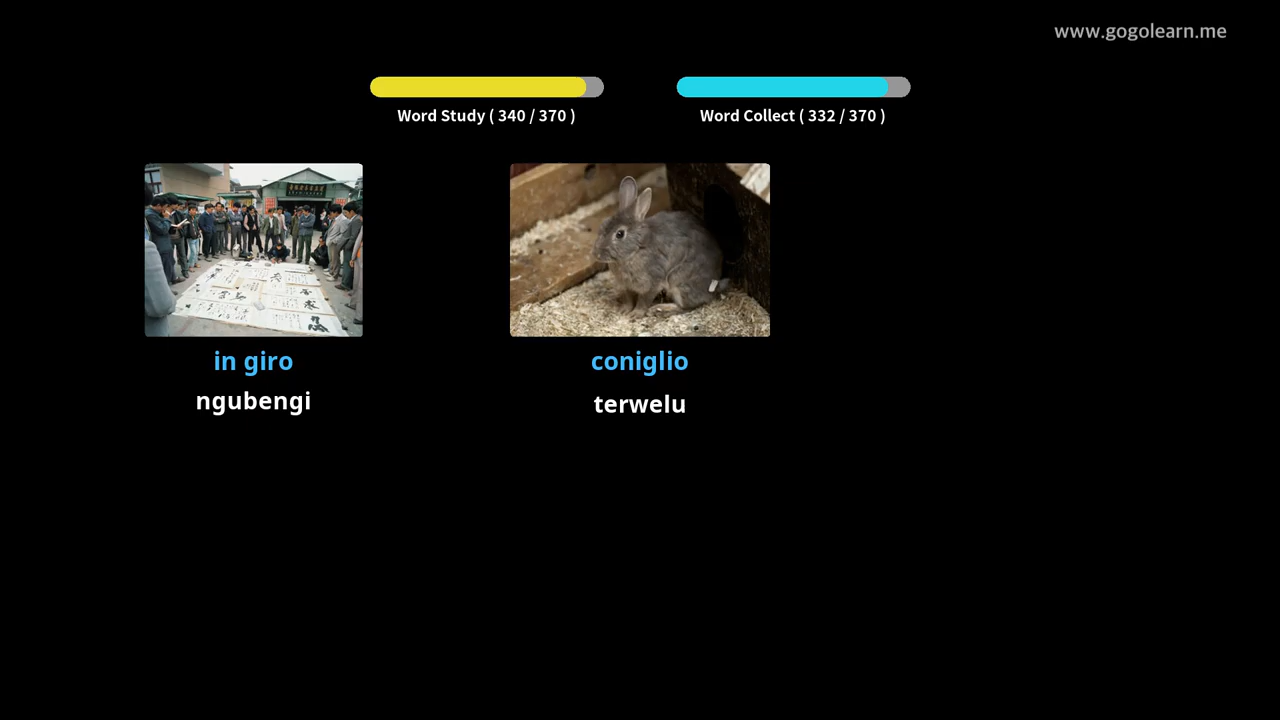 www.gogolearn.me
Word Study ( 340 / 370 )
Word Collect ( 332 / 370 )
in giro
ngubengi
coniglio
terwelu